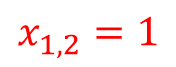 x₁,₂ = 1